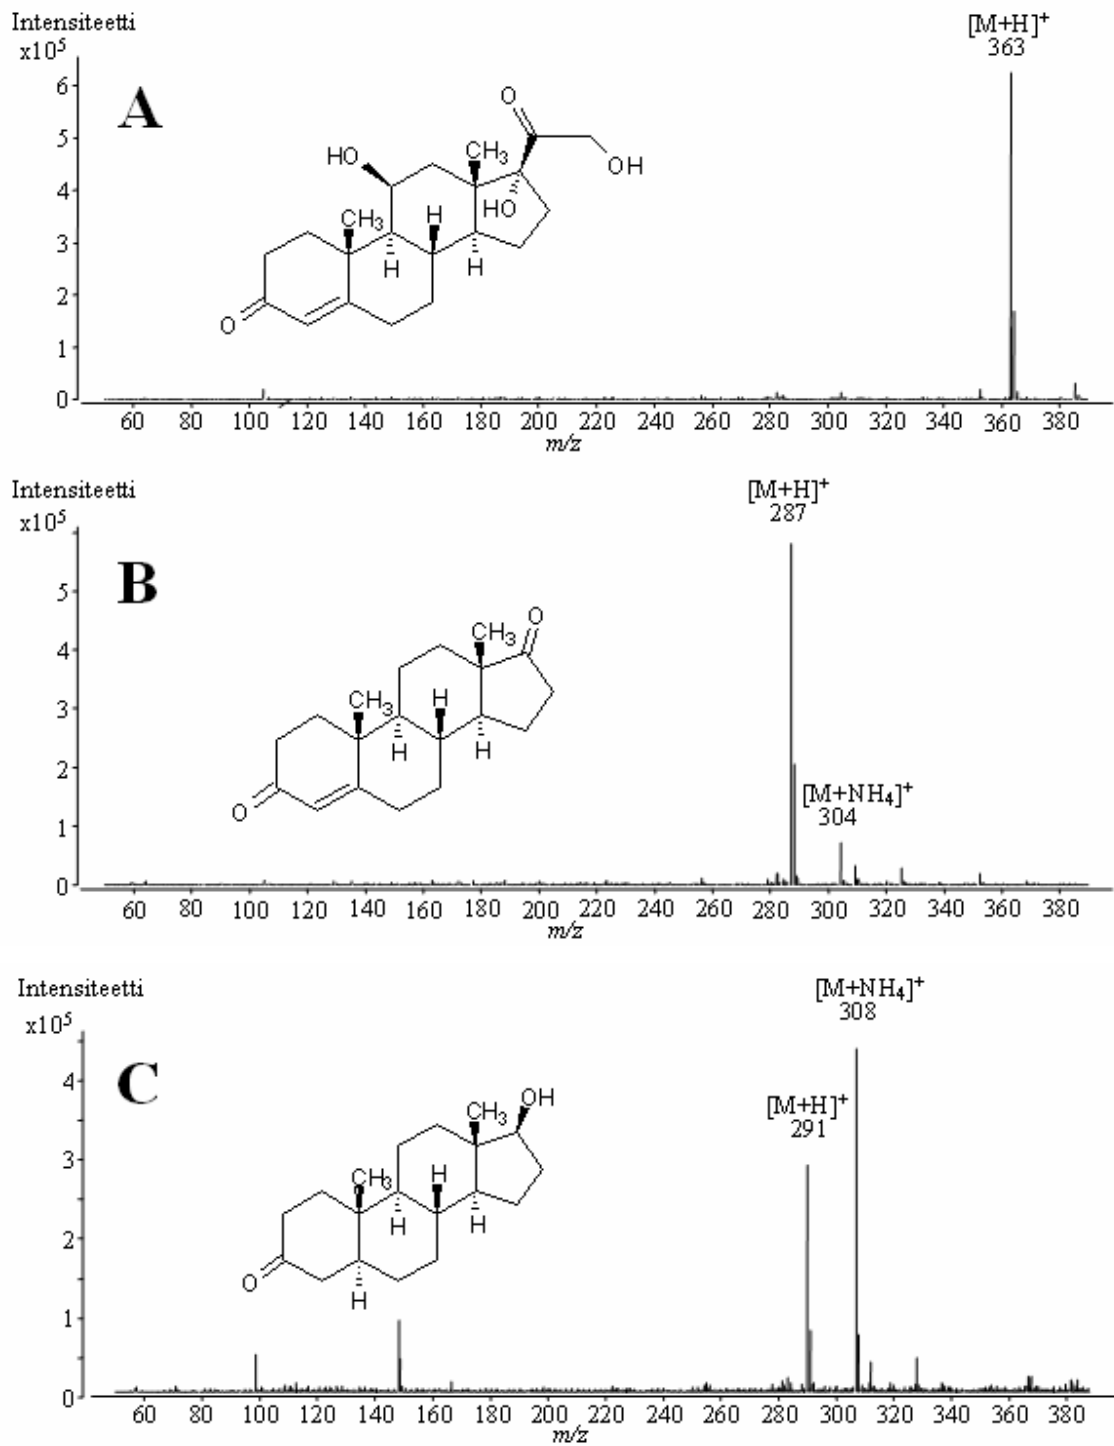 Intensiteetti
x10⁵
[M+H]⁺
363
A
O
HO
CH₃
OH
HO
CH₃
H
H
H
O
6
5
4
3
2
1
0
60 80 100 120 140 160 180 200 220 240 260 280 300 320 340 360 380
m/z
Intensiteetti
x10⁵
[M+H]⁺
287
B
O
CH₃
CH₃
H
H
H
O
[M+NH₄]⁺
304
5
4
3
2
1
0
60 80 100 120 140 160 180 200 220 240 260 280 300 320 340 360 380
m/z
Intensiteetti
x10⁵
[M+NH₄]⁺
308
C
[M+H]⁺
291
OH
CH₃
CH₃
H
H
H
O
H
4
3
2
1
0
60 80 100 120 140 160 180 200 220 240 260 280 300 320 340 360 380
m/z